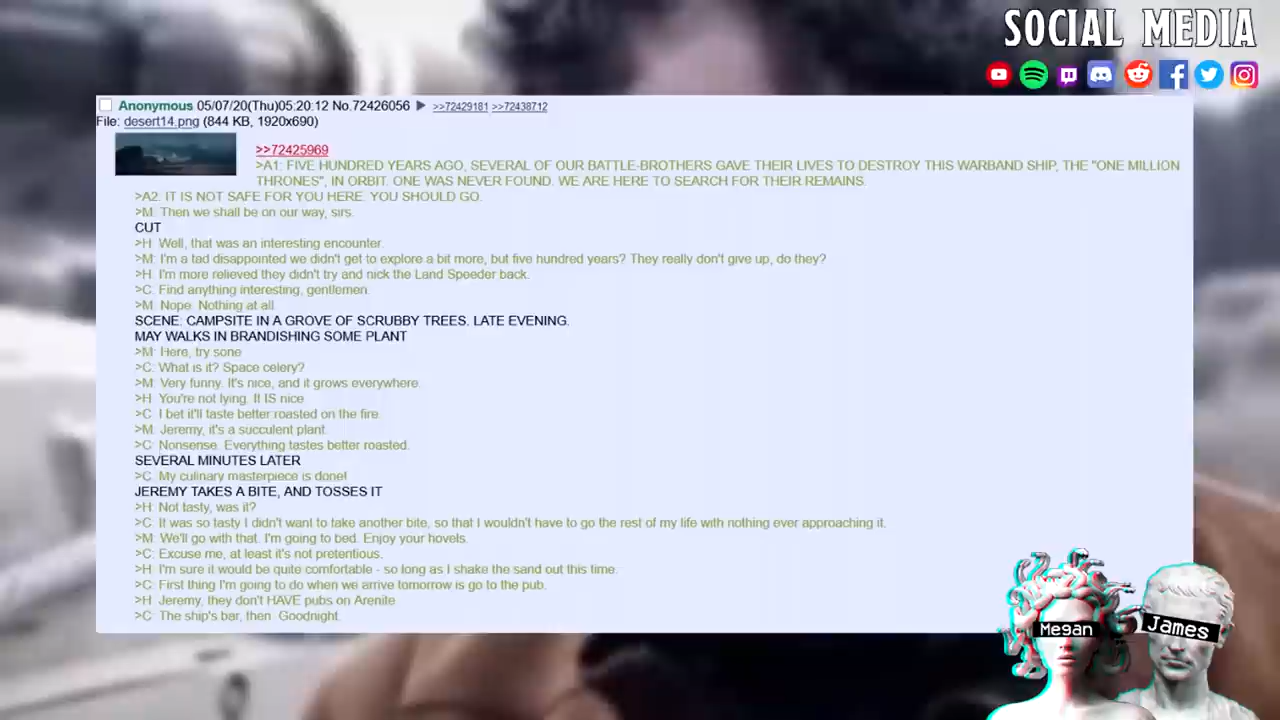 SOCIAL MEDIA
Anonymous 05/07/20(Thu)05:20:12 No.72426056 ▶ >>72429181 >>72438712
File: desert14.png (844 KB, 1920x690)
>>72425969
>A1: FIVE HUNDRED YEARS AGO, SEVERAL OF OUR BATTLE-BROTHERS GAVE THEIR LIVES TO DESTROY THIS WARBAND SHIP, THE "ONE MILLION
THRONES", IN ORBIT. ONE WAS NEVER FOUND. WE ARE HERE TO SEARCH FOR THEIR REMAINS.
>A2: IT IS NOT SAFE FOR YOU HERE. YOU SHOULD GO.
>M: Then we shall be on our way, sirs.
CUT
>H: Well, that was an interesting encounter.
>M: I'm a tad disappointed we didn't get to explore a bit more, but five hundred years? They really don't give up, do they?
>H: I'm more relieved they didn't try and nick the Land Speeder back.
>C: Find anything interesting, gentlemen.
>M: Nope. Nothing at all
SCENE: CAMPSITE IN A GROVE OF SCRUBBY TREES. LATE EVENING.
MAY WALKS IN BRANDISHING SOME PLANT
>M: Here, try sone
>C: What is it? Space celery?
>M: Very funny. It's nice, and it grows everywhere.
>H: You're not lying. It IS nice
>C: I bet it'll taste better roasted on the fire.
>M: Jeremy, it's a succulent plant.
>C: Nonsense. Everything tastes better roasted.
SEVERAL MINUTES LATER
>C: My culinary masterpiece is done!
JEREMY TAKES A BITE, AND TOSSES IT
>H: Not tasty, was it?
>C: It was so tasty I didn't want to take another bite, so that I wouldn't have to go the rest of my life with nothing ever approaching it.
>M: We'll go with that. I'm going to bed. Enjoy your hovels.
>C: Excuse me, at least it's not pretentious.
>H: I'm sure it would be quite comfortable - so long as I shake the sand out this time.
>C: First thing I'm going to do when we arrive tomorrow is go to the pub.
>H: Jeremy, they don't HAVE pubs on Arenite
>C: The ship's bar, then. Goodnight.
Megan
James